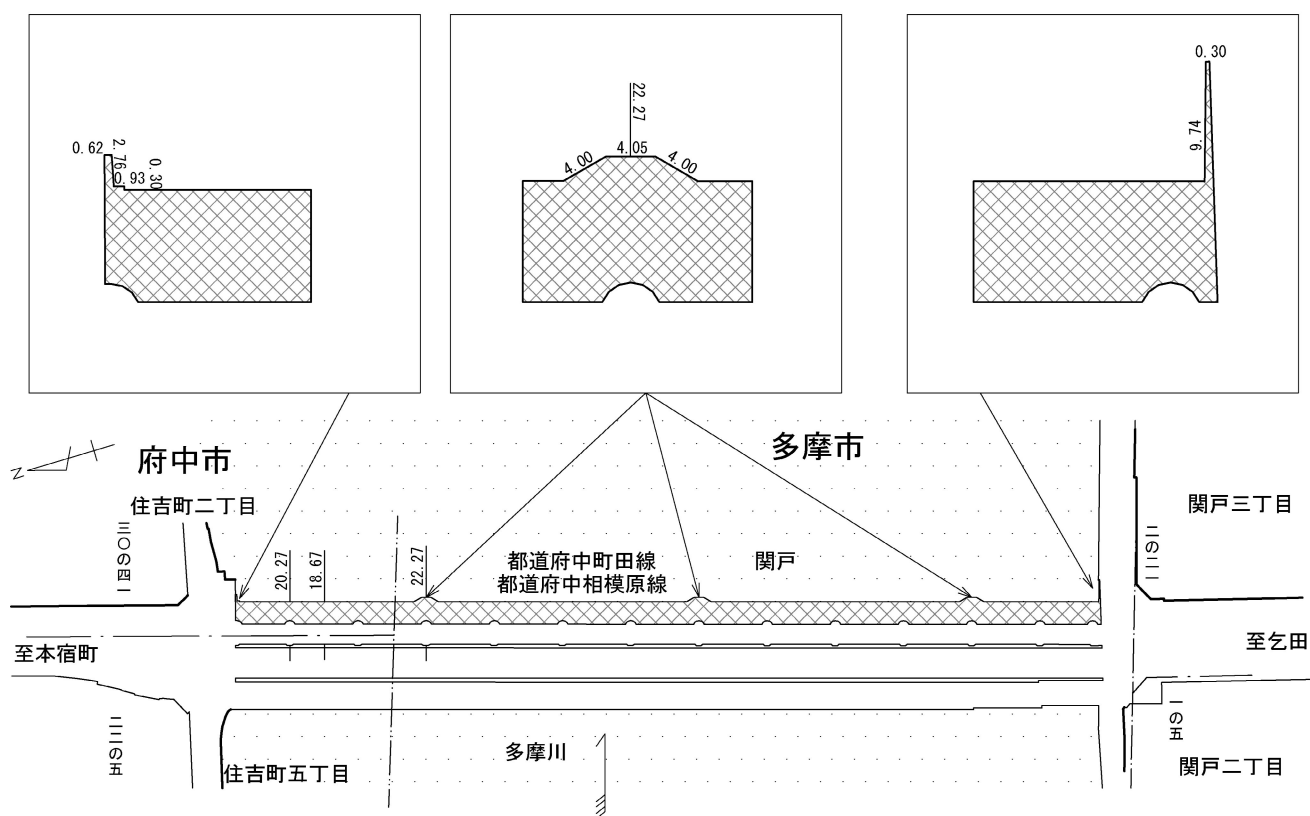 0.62
2.76
0.93
0.30
22.27
4.00
4.05
4.00
0.30
9.74
N
府中市
多摩市
住吉町二丁目
三〇の四一
20.27
18.67
22.27
都道府中町田線
都道府中相模原線
関戸
関戸三丁目
二の二一
至本宿町
至乞田
二二の五
住吉町五丁目
多摩川
一の五
関戸二丁目